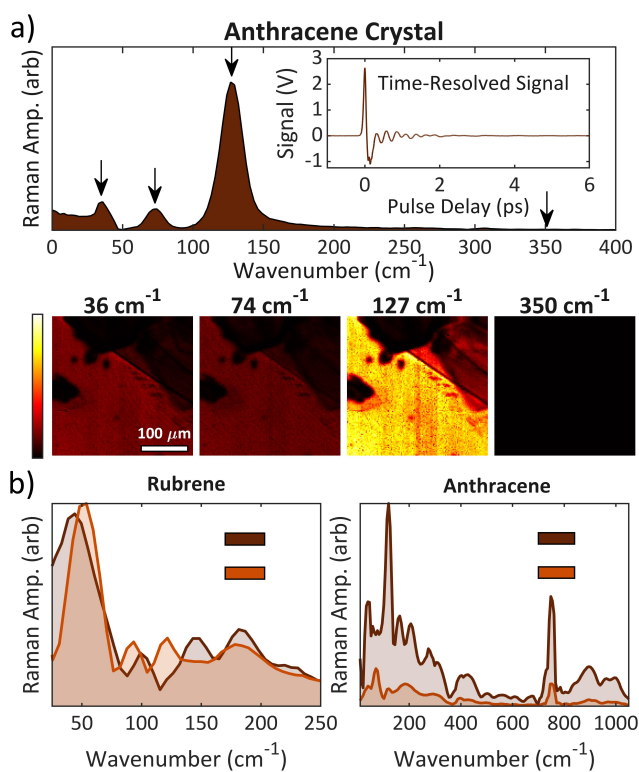 a)
Anthracene Crystal
Raman Amp. (arb)
0 50 100 150 200 250 300 350 400
Wavenumber (cm⁻¹)
Time-Resolved Signal
Signal (V)
3
2
1
0
-1
0 2 4 6
Pulse Delay (ps)
36 cm⁻¹ 74 cm⁻¹ 127 cm⁻¹ 350 cm⁻¹
100 μm
b)
Rubrene
Raman Amp. (arb)
50 100 150 200 250
Wavenumber (cm⁻¹)
Anthracene
Raman Amp. (arb)
200 400 600 800 1000
Wavenumber (cm⁻¹)